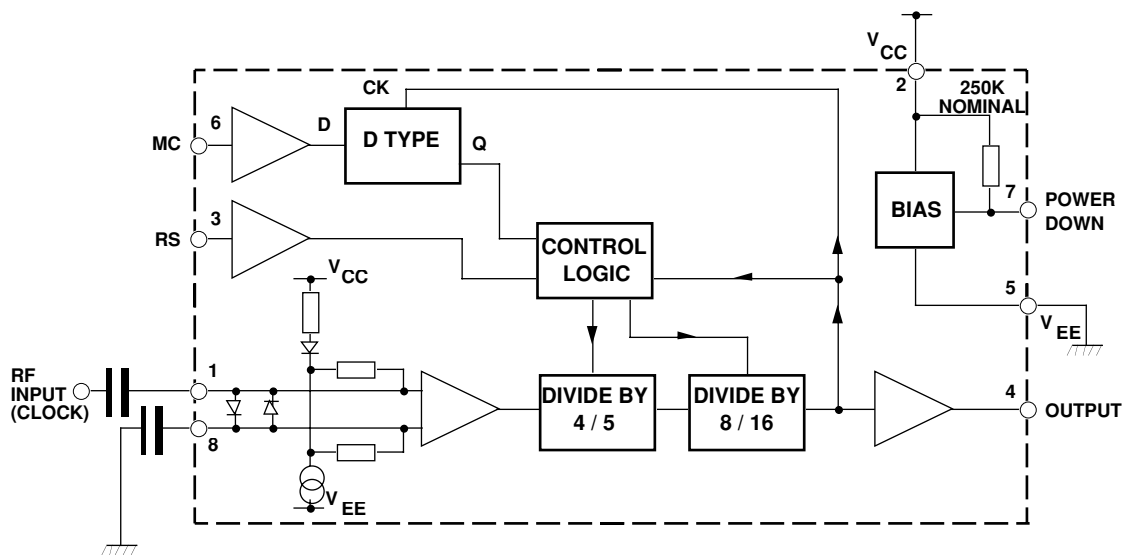 V CC
2
250K
NOMINAL
CK
6
MC
D
D TYPE
Q
3
RS
BIAS
7
POWER
DOWN
CONTROL
LOGIC
V CC
5
V EE
RF
INPUT
(CLOCK)
1
8
DIVIDE BY
4 / 5
DIVIDE BY
8 / 16
4
OUTPUT
V EE